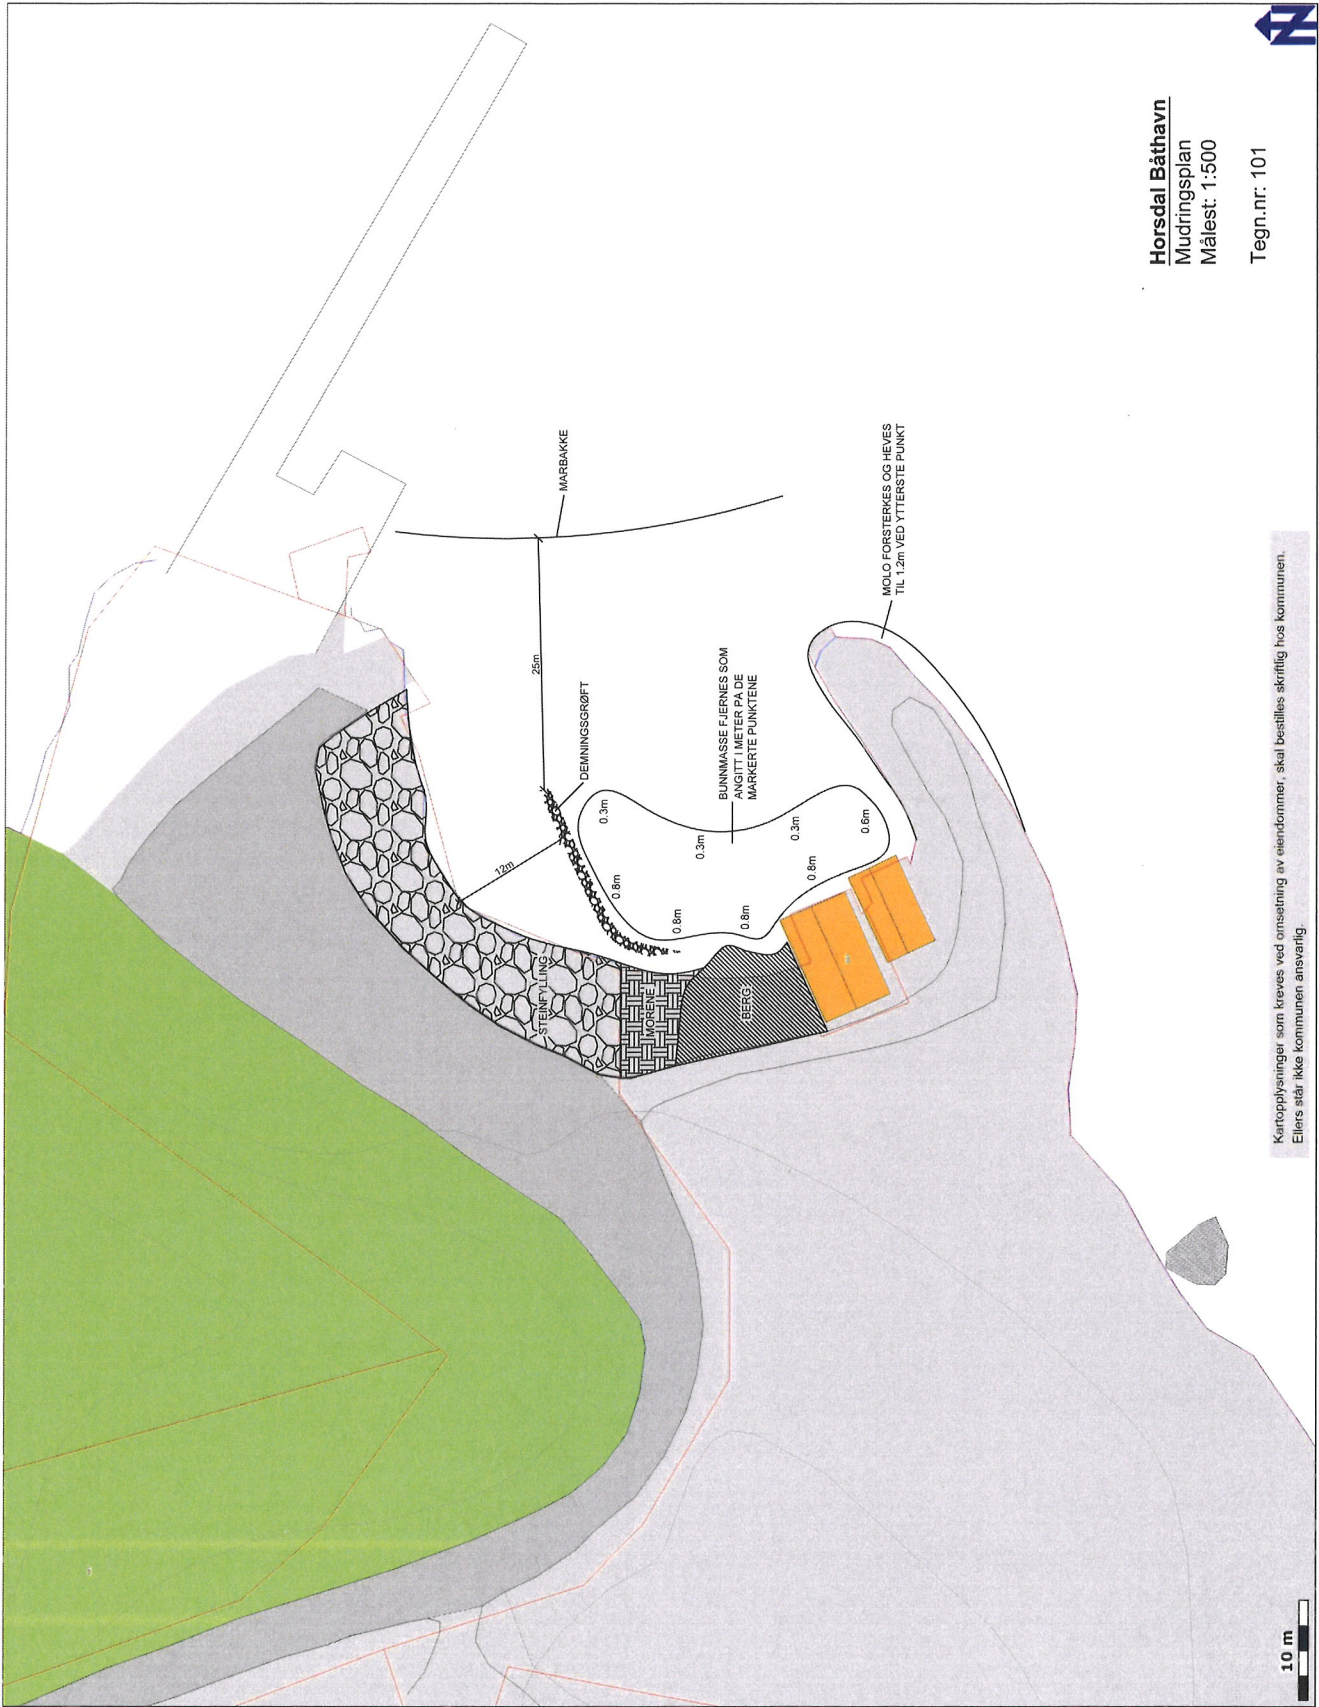 Horsdal Båthavn
Mudringsplan
Målest: 1:500
Tegn.nr: 101
N
MARBAKKE
25m
DEMNINGSGRØFT
12m
BUNNMASSE FJERNES SOM
ANGITT I METER PÅ DE
MARKERTE PUNKTENE
MOLO FORSTERKES OG HEVES
TIL 1.2m VED YTTERSTE PUNKT
0.3m
0.8m
0.3m
0.8m
0.3m
0.8m
0.8m
0.6m
STEINFYLLING
MORENE
BERG
Kartopplysninger som kreves ved omsetning av eiendommer, skal bestilles skriftlig hos kommunen.
Ellers står ikke kommunen ansvarlig.
10 m